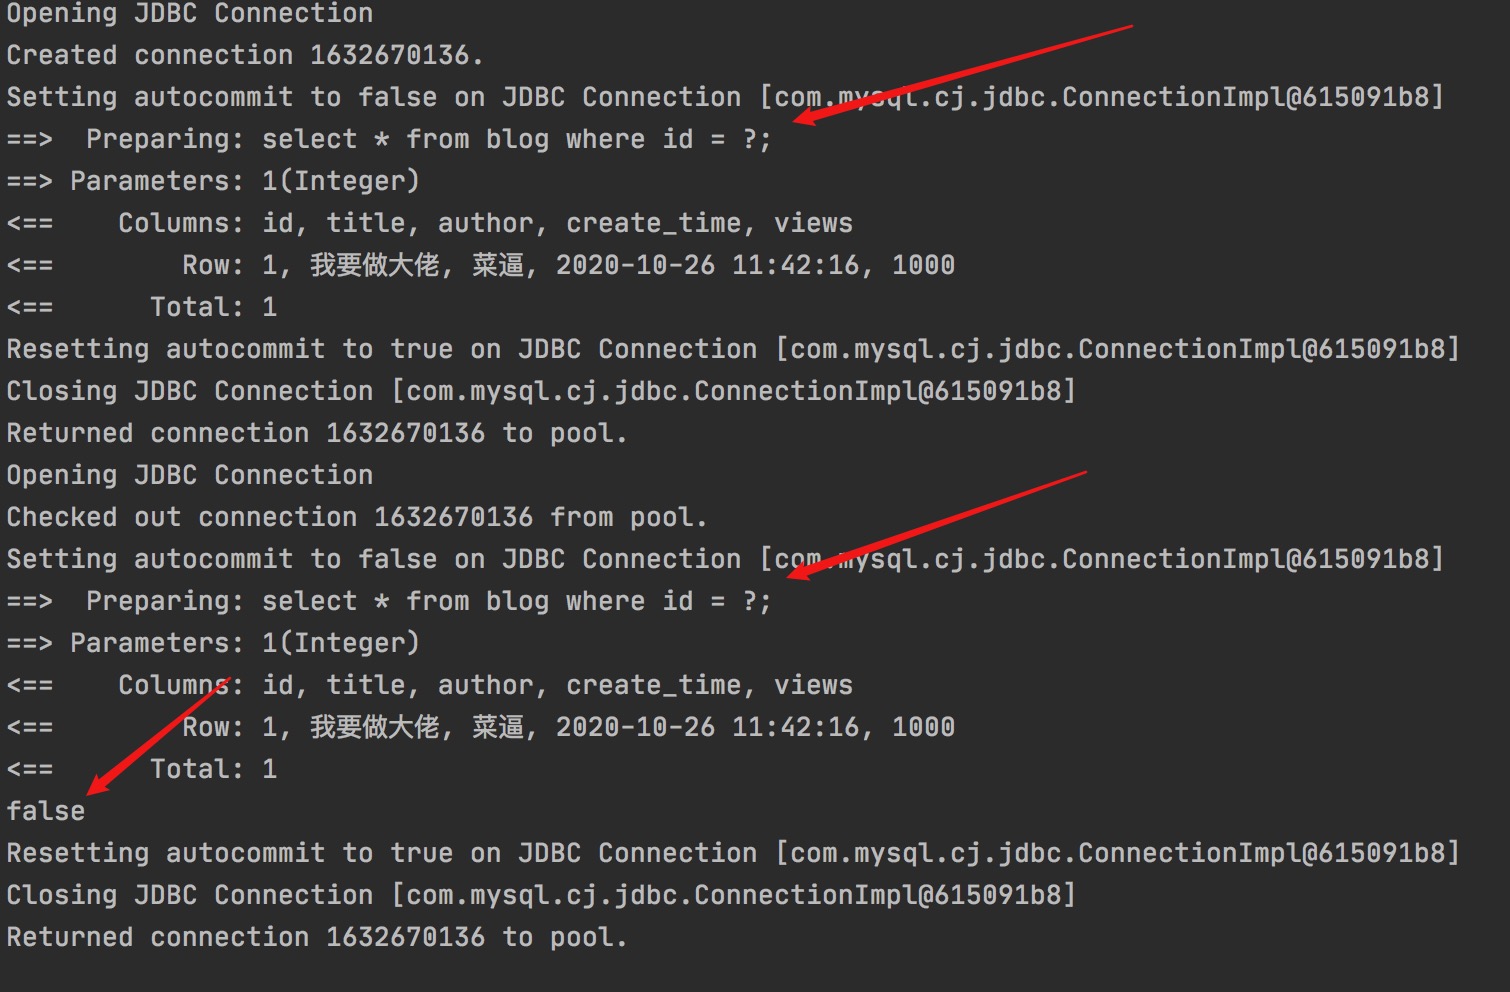 Opening JDBC Connection
Created connection 1632670136.
Setting autocommit to false on JDBC Connection [com.mysql.cj.jdbc.ConnectionImpl@615091b8]
==>  Preparing: select * from blog where id = ?;
==> Parameters: 1(Integer)
<==    Columns: id, title, author, create_time, views
<==        Row: 1, 我要做大佬, 菜逼, 2020-10-26 11:42:16, 1000
<==      Total: 1
Resetting autocommit to true on JDBC Connection [com.mysql.cj.jdbc.ConnectionImpl@615091b8]
Closing JDBC Connection [com.mysql.cj.jdbc.ConnectionImpl@615091b8]
Returned connection 1632670136 to pool.
Opening JDBC Connection
Checked out connection 1632670136 from pool.
Setting autocommit to false on JDBC Connection [com.mysql.cj.jdbc.ConnectionImpl@615091b8]
==>  Preparing: select * from blog where id = ?;
==> Parameters: 1(Integer)
<==    Columns: id, title, author, create_time, views
<==        Row: 1, 我要做大佬, 菜逼, 2020-10-26 11:42:16, 1000
<==      Total: 1
false
Resetting autocommit to true on JDBC Connection [com.mysql.cj.jdbc.ConnectionImpl@615091b8]
Closing JDBC Connection [com.mysql.cj.jdbc.ConnectionImpl@615091b8]
Returned connection 1632670136 to pool.